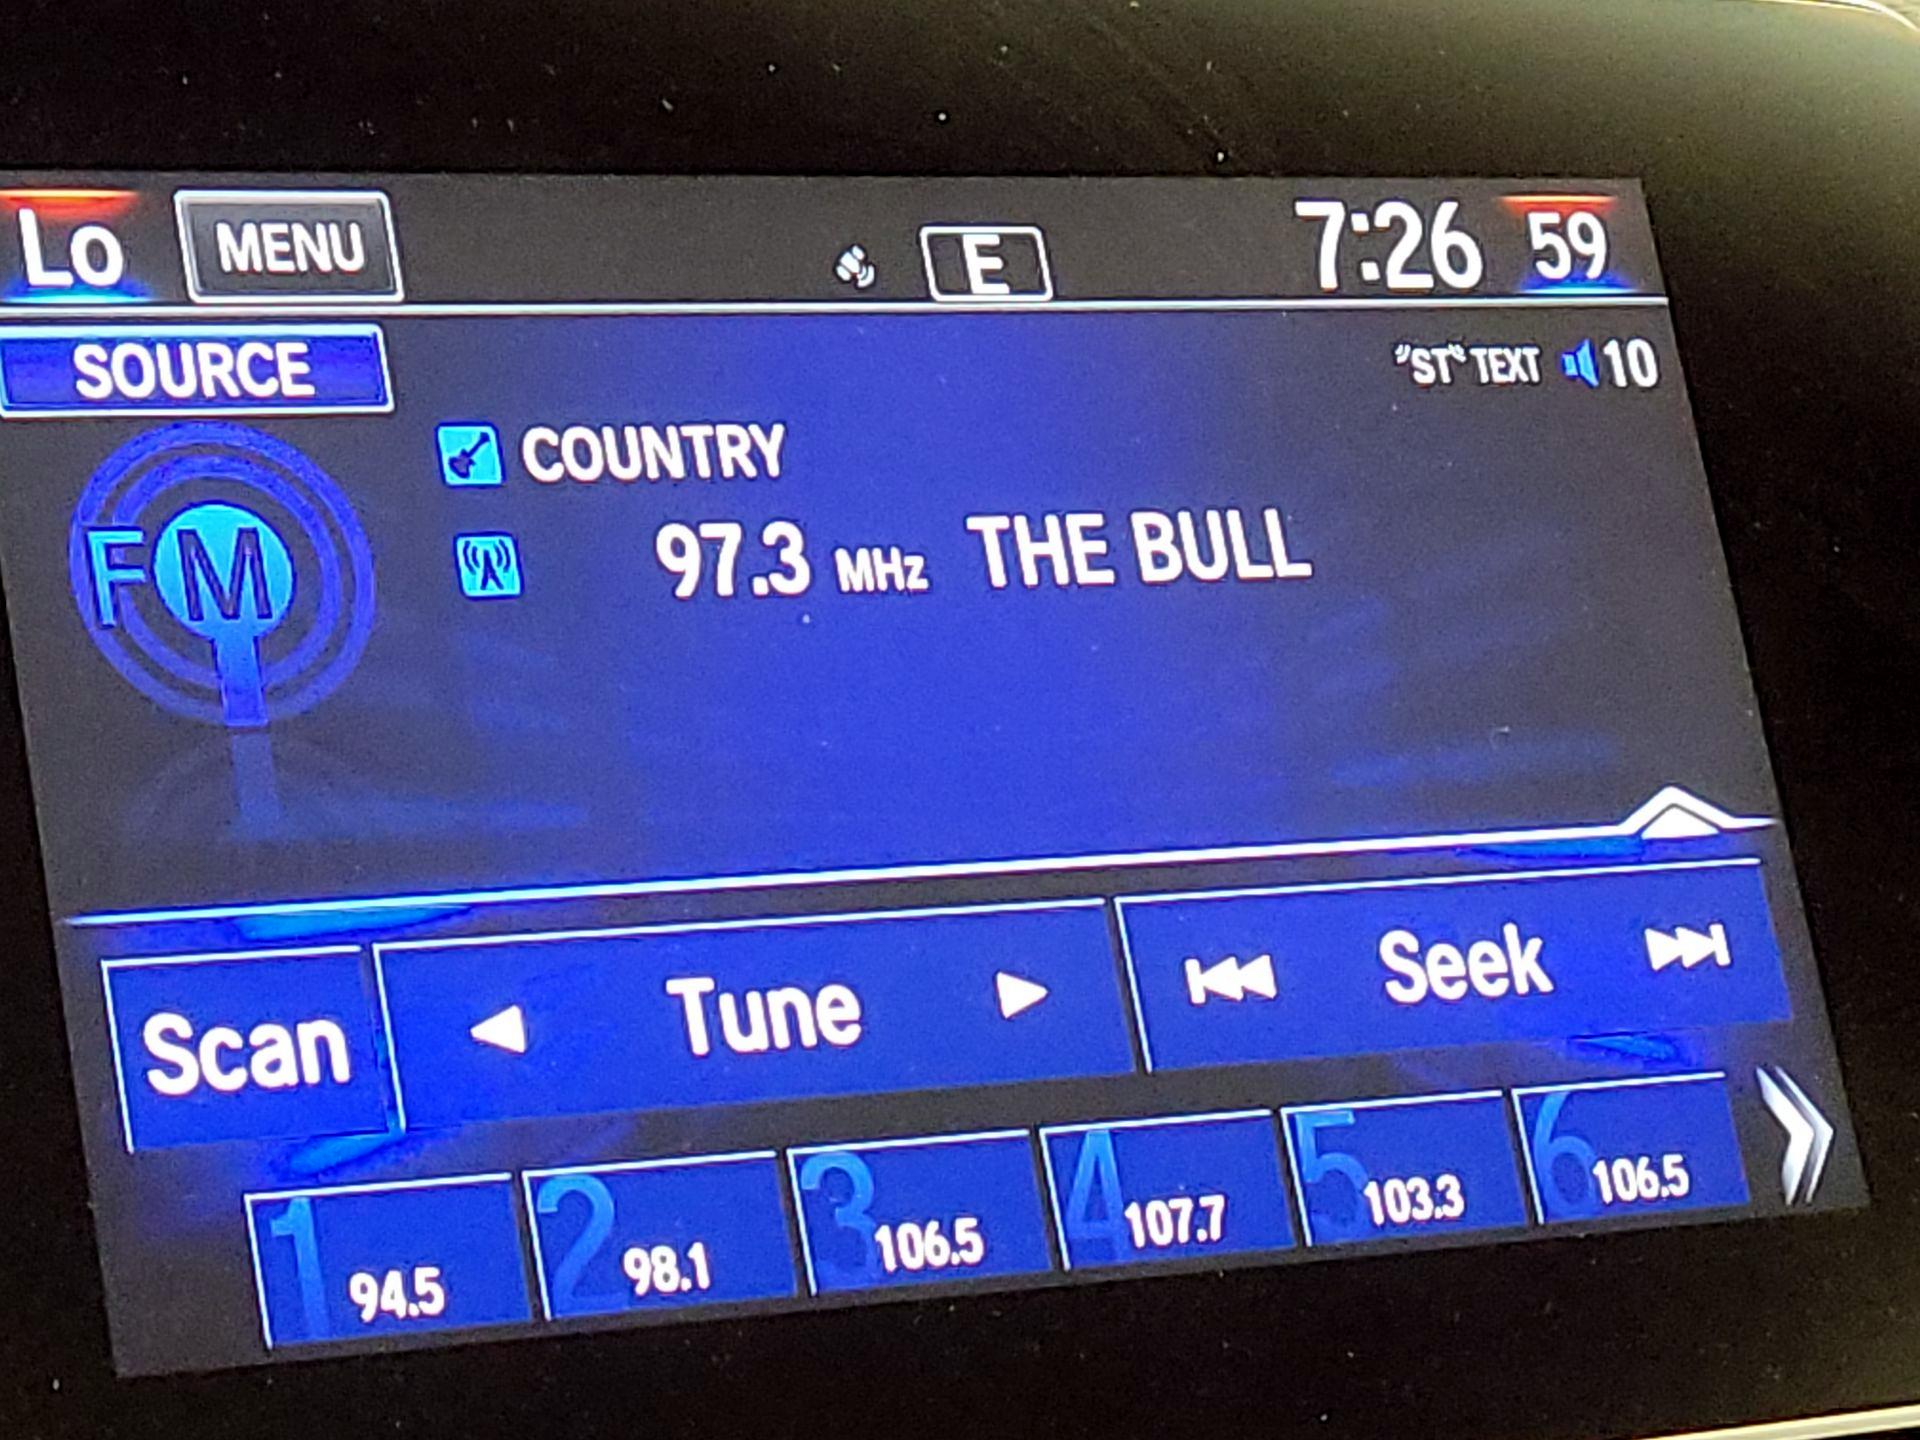 Lo MENU E 7:26 59
SOURCE "ST" TEXT 10
COUNTRY
FM 97.3 MHz THE BULL
Scan Tune Seek
1 94.5 2 98.1 3 106.5 4 107.7 5 103.3 6 106.5